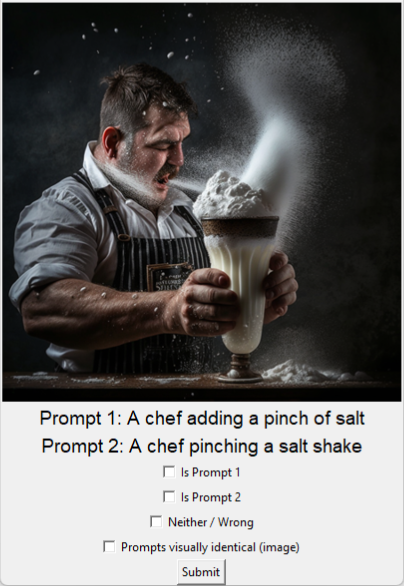 Prompt 1: A chef adding a pinch of salt
Prompt 2: A chef pinching a salt shake
Is Prompt 1
Is Prompt 2
Neither / Wrong
Prompts visually identical (image)
Submit